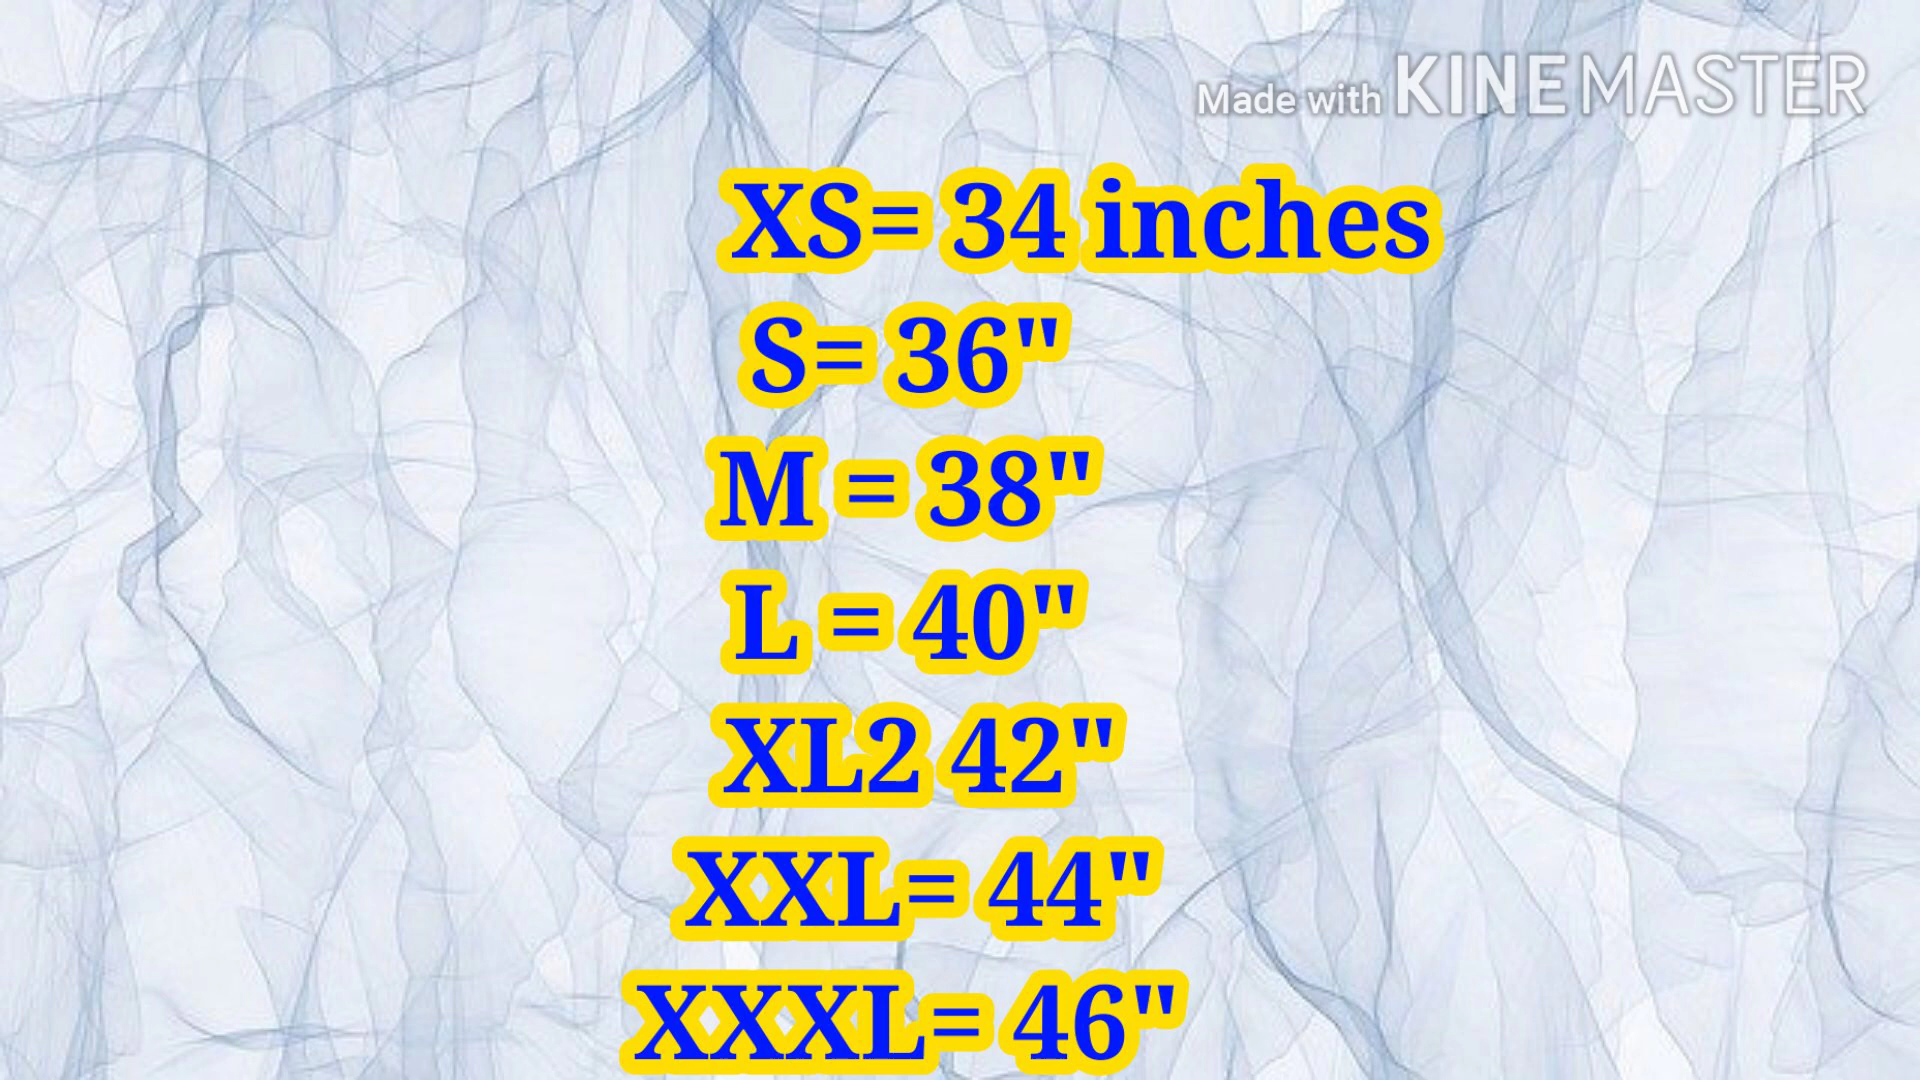 Made with KINEMASTER
XS= 34 inches
S= 36"
M = 38"
L = 40"
XL2 42"
XXL= 44"
XXXL= 46"